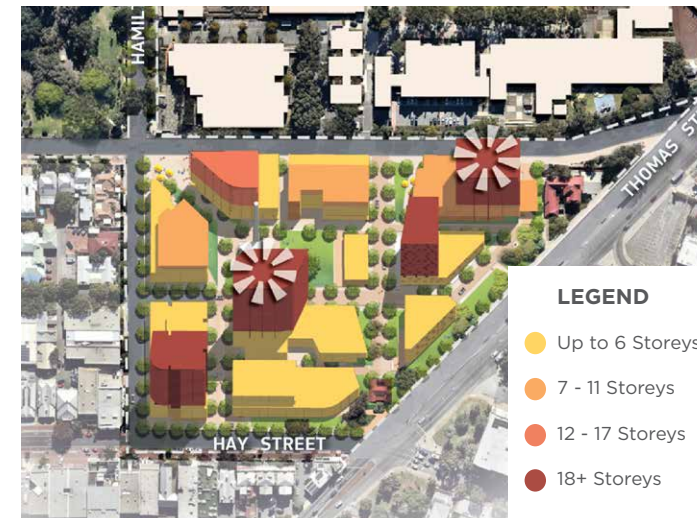 HAMIL
THOMAS ST
HAY STREET
LEGEND
Up to 6 Storeys
7 - 11 Storeys
12 - 17 Storeys
18+ Storeys